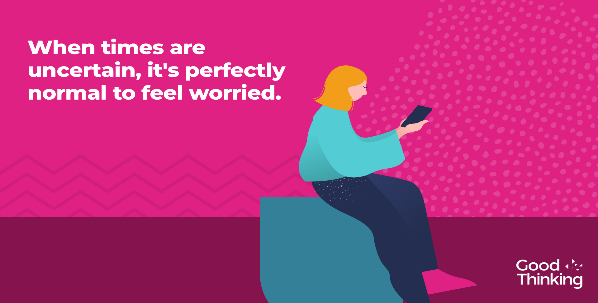 When times are
uncertain, it's perfectly
normal to feel worried.
Good
Thinking